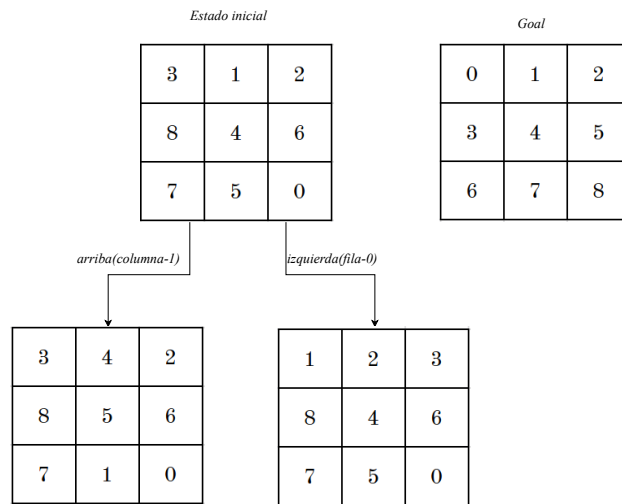 Estado inicial
Goal
3 1 2
8 4 6
7 5 0
0 1 2
3 4 5
6 7 8
arriba(columna-1)
izquierda(fila-0)
3 4 2
8 5 6
7 1 0
1 2 3
8 4 6
7 5 0